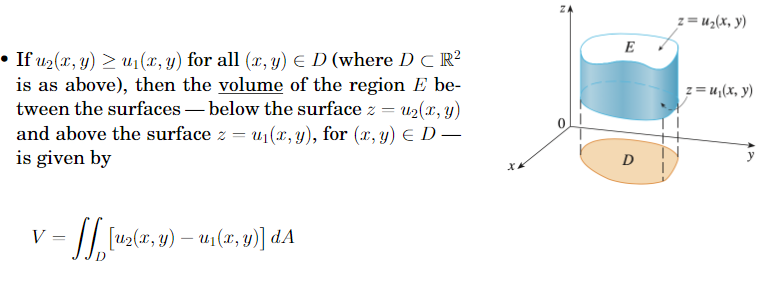 • If u₂(x, y) ≥ u₁(x, y) for all (x, y) ∈ D (where D ⊂ ℝ²
is as above), then the volume of the region E be-
tween the surfaces — below the surface z = u₂(x, y)
and above the surface z = u₁(x, y), for (x, y) ∈ D —
is given by
V = ∬_D [u₂(x, y) − u₁(x, y)] dA
z
z = u₂(x, y)
E
z = u₁(x, y)
0
D
x
y